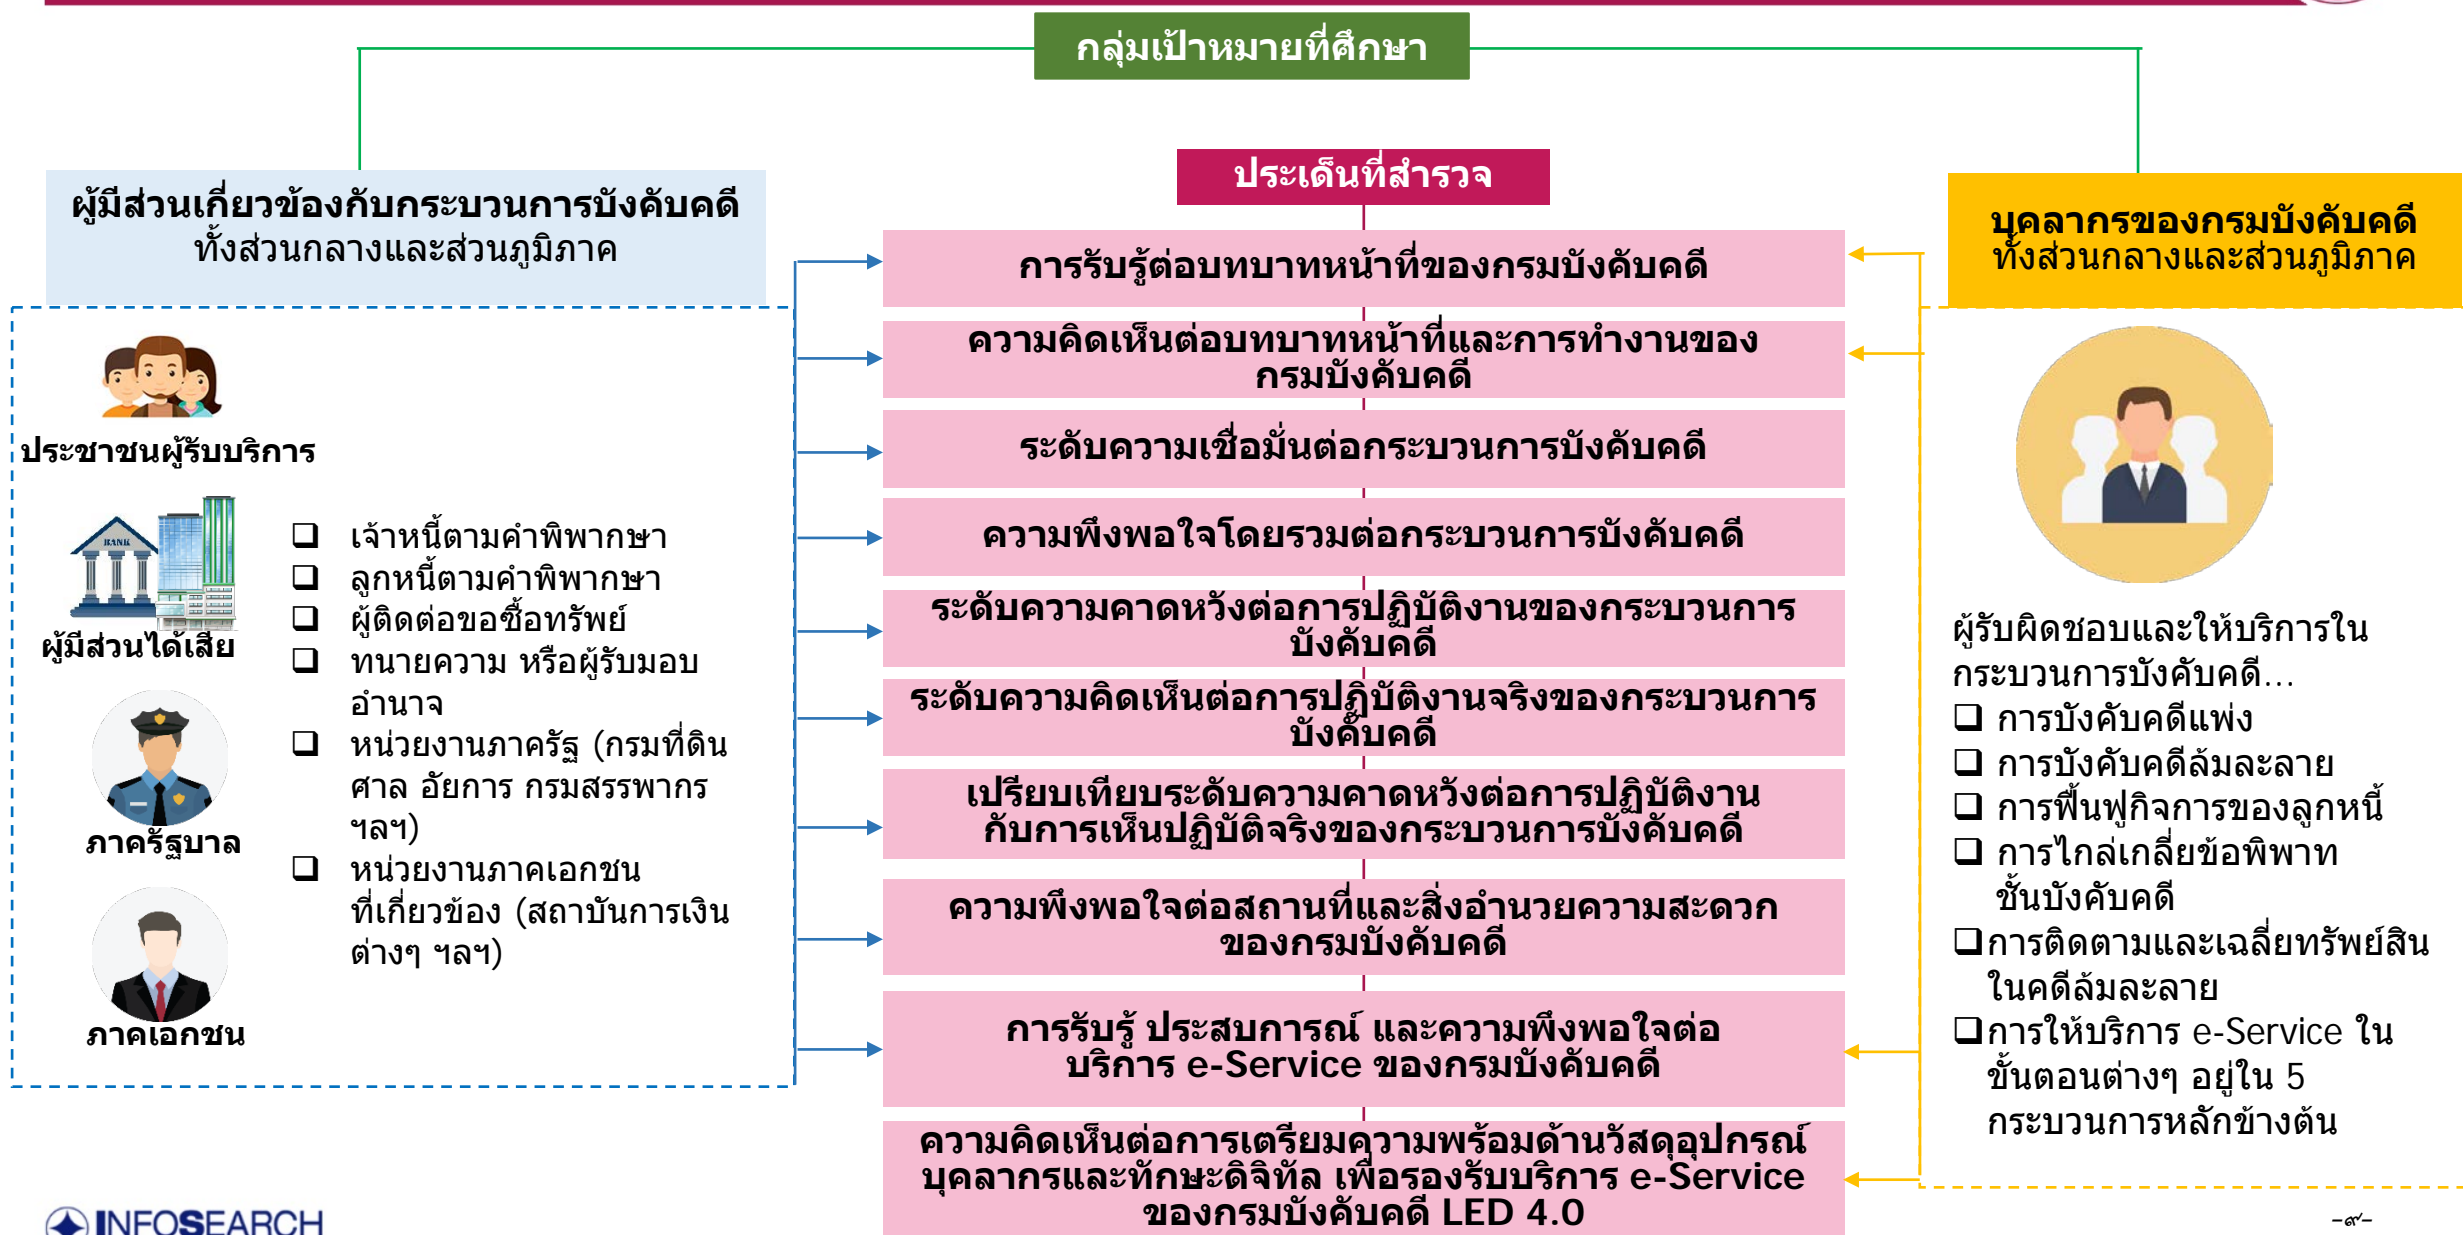 กลุ่มเป้าหมายที่ศึกษา
ผู้มีส่วนเกี่ยวข้องกับกระบวนการบังคับคดี
ทั้งส่วนกลางและส่วนภูมิภาค
ประชาชนผู้รับบริการ
BANK
ผู้มีส่วนได้เสีย
ภาครัฐบาล
ภาคเอกชน
❑ เจ้าหนี้ตามคำพิพากษา
❑ ลูกหนี้ตามคำพิพากษา
❑ ผู้ติดต่อขอซื้อทรัพย์
❑ ทนายความ หรือผู้รับมอบ
อำนาจ
❑ หน่วยงานภาครัฐ (กรมที่ดิน
ศาล อัยการ กรมสรรพากร
ฯลฯ)
❑ หน่วยงานภาคเอกชน
ที่เกี่ยวข้อง (สถาบันการเงิน
ต่างๆ ฯลฯ)
ประเด็นที่สำรวจ
การรับรู้ต่อบทบาทหน้าที่ของกรมบังคับคดี
ความคิดเห็นต่อบทบาทหน้าที่และการทำงานของ
กรมบังคับคดี
ระดับความเชื่อมั่นต่อกระบวนการบังคับคดี
ความพึงพอใจโดยรวมต่อกระบวนการบังคับคดี
ระดับความคาดหวังต่อการปฏิบัติงานของกระบวนการ
บังคับคดี
ระดับความคิดเห็นต่อการปฏิบัติงานจริงของกระบวนการ
บังคับคดี
เปรียบเทียบระดับความคาดหวังต่อการปฏิบัติงาน
กับการเห็นปฏิบัติจริงของกระบวนการบังคับคดี
ความพึงพอใจต่อสถานที่และสิ่งอำนวยความสะดวก
ของกรมบังคับคดี
การรับรู้ ประสบการณ์ และความพึงพอใจต่อ
บริการ e-Service ของกรมบังคับคดี
ความคิดเห็นต่อการเตรียมความพร้อมด้านวัสดุอุปกรณ์
บุคลากรและทักษะดิจิทัล เพื่อรองรับบริการ e-Service
ของกรมบังคับคดี LED 4.0
บุคลากรของกรมบังคับคดี
ทั้งส่วนกลางและส่วนภูมิภาค
ผู้รับผิดชอบและให้บริการใน
กระบวนการบังคับคดี...
❑ การบังคับคดีแพ่ง
❑ การบังคับคดีล้มละลาย
❑ การฟื้นฟูกิจการของลูกหนี้
❑ การไกล่เกลี่ยข้อพิพาท
ชั้นบังคับคดี
❑การติดตามและเฉลี่ยทรัพย์สิน
ในคดีล้มละลาย
❑การให้บริการ e-Service ใน
ขั้นตอนต่างๆ อยู่ใน 5
กระบวนการหลักข้างต้น
INFOSEARCH
-๙-